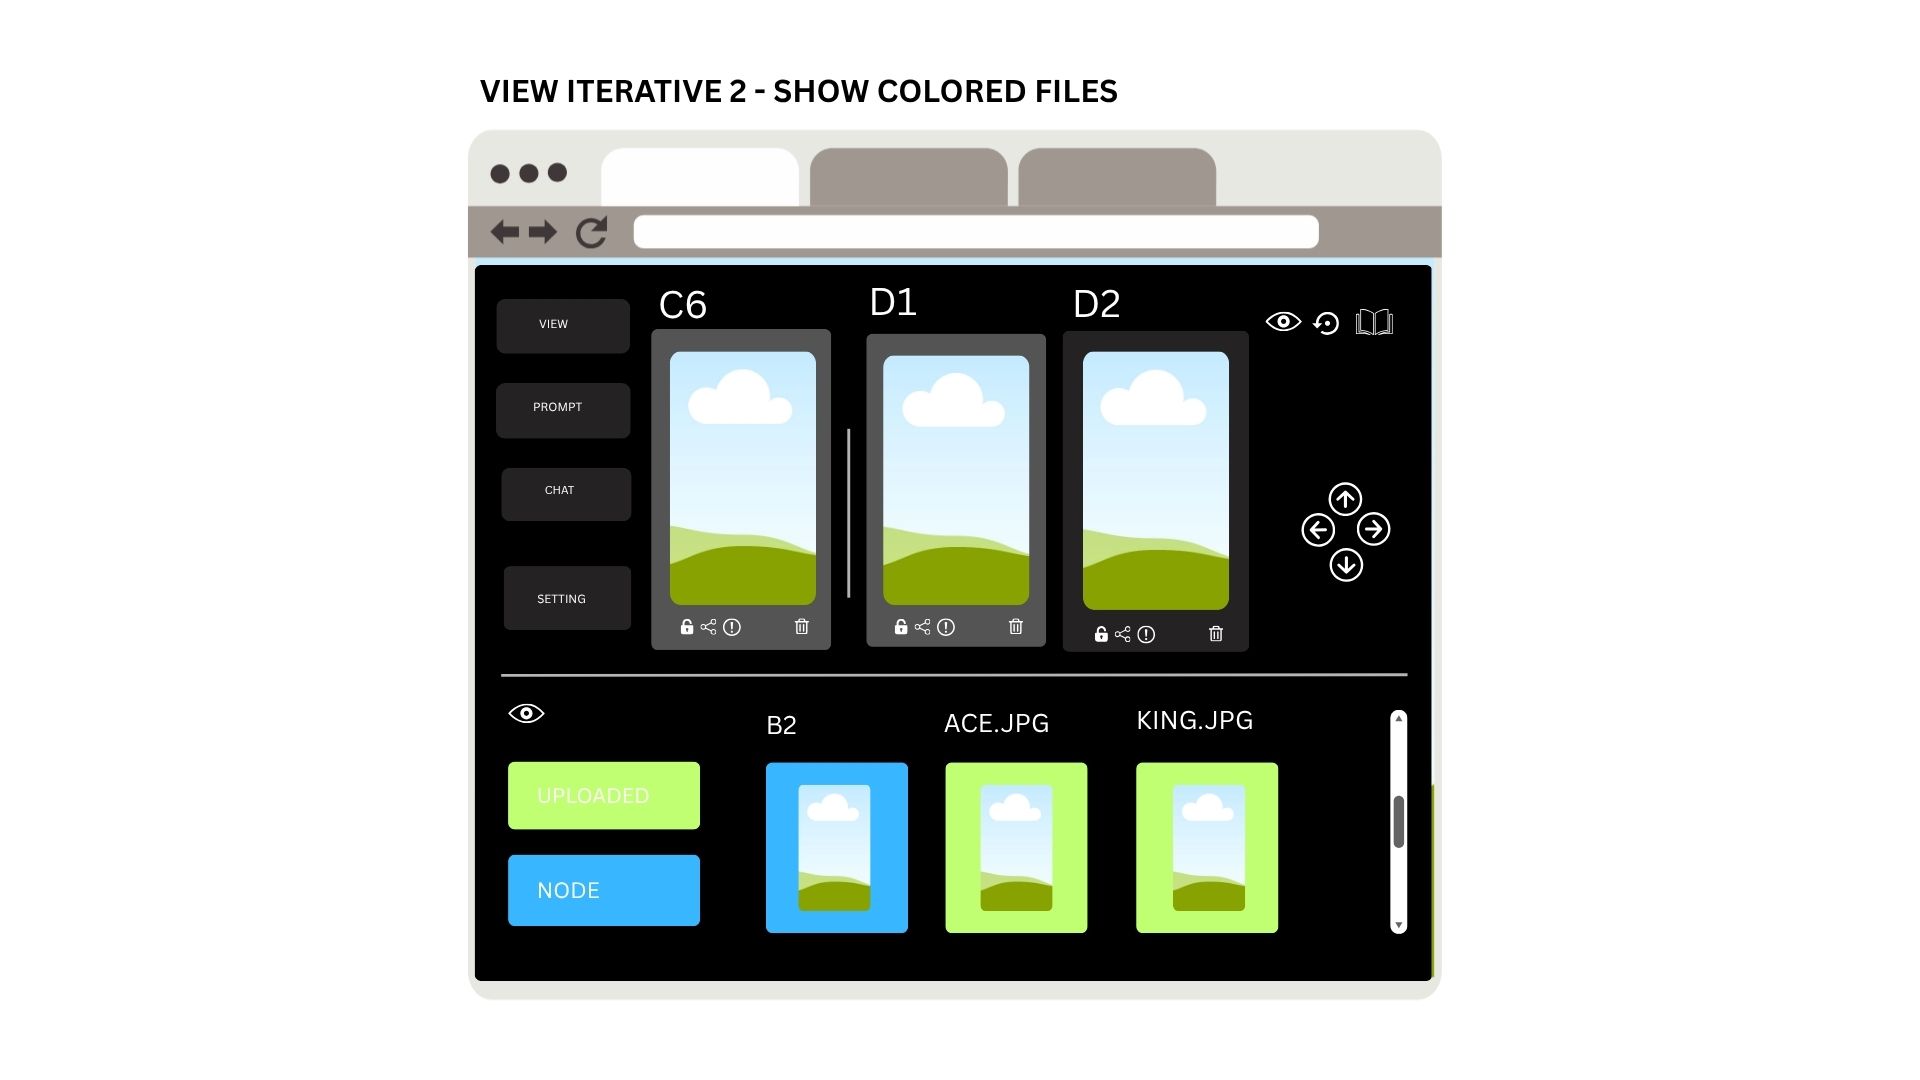 VIEW ITERATIVE 2 - SHOW COLORED FILES
C6
D1
D2
VIEW
PROMPT
CHAT
SETTING
B2
ACE.JPG
KING.JPG
UPLOADED
NODE